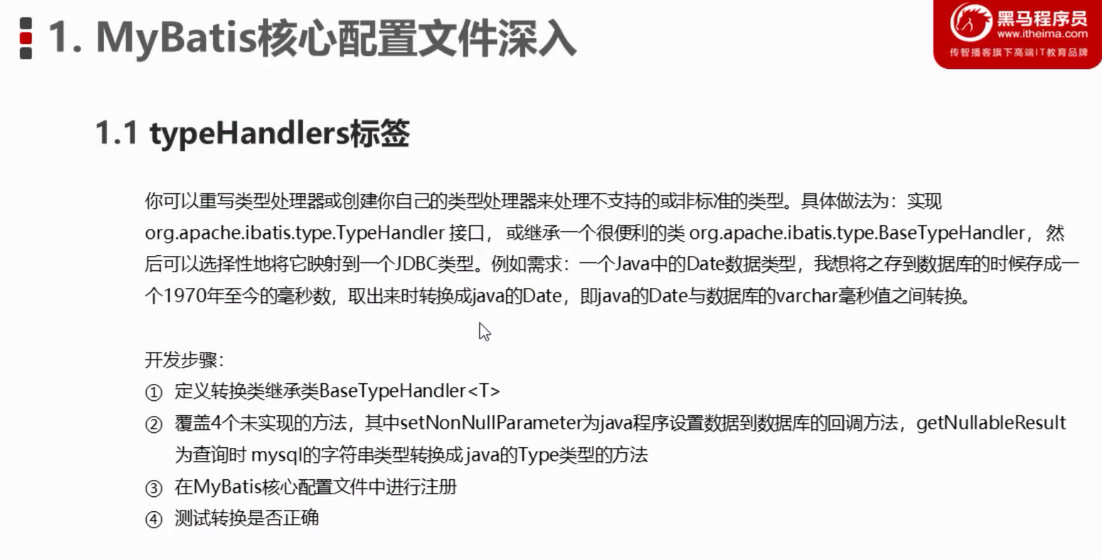 1. MyBatis核心配置文件深入
黑马程序员
www.itheima.com
传智播客旗下高端IT教育品牌
1.1 typeHandlers标签
你可以重写类型处理器或创建你自己的类型处理器来处理不支持的或非标准的类型。具体做法为：实现
org.apache.ibatis.type.TypeHandler 接口， 或继承一个很便利的类 org.apache.ibatis.type.BaseTypeHandler， 然
后可以选择性地将它映射到一个JDBC类型。例如需求：一个Java中的Date数据类型，我想将之存到数据库的时候存成一
个1970年至今的毫秒数，取出来时转换成java的Date，即java的Date与数据库的varchar毫秒值之间转换。
开发步骤：
① 定义转换类继承类BaseTypeHandler<T>
② 覆盖4个未实现的方法，其中setNonNullParameter为java程序设置数据到数据库的回调方法，getNullableResult
为查询时 mysql的字符串类型转换成 java的Type类型的方法
③ 在MyBatis核心配置文件中进行注册
④ 测试转换是否正确